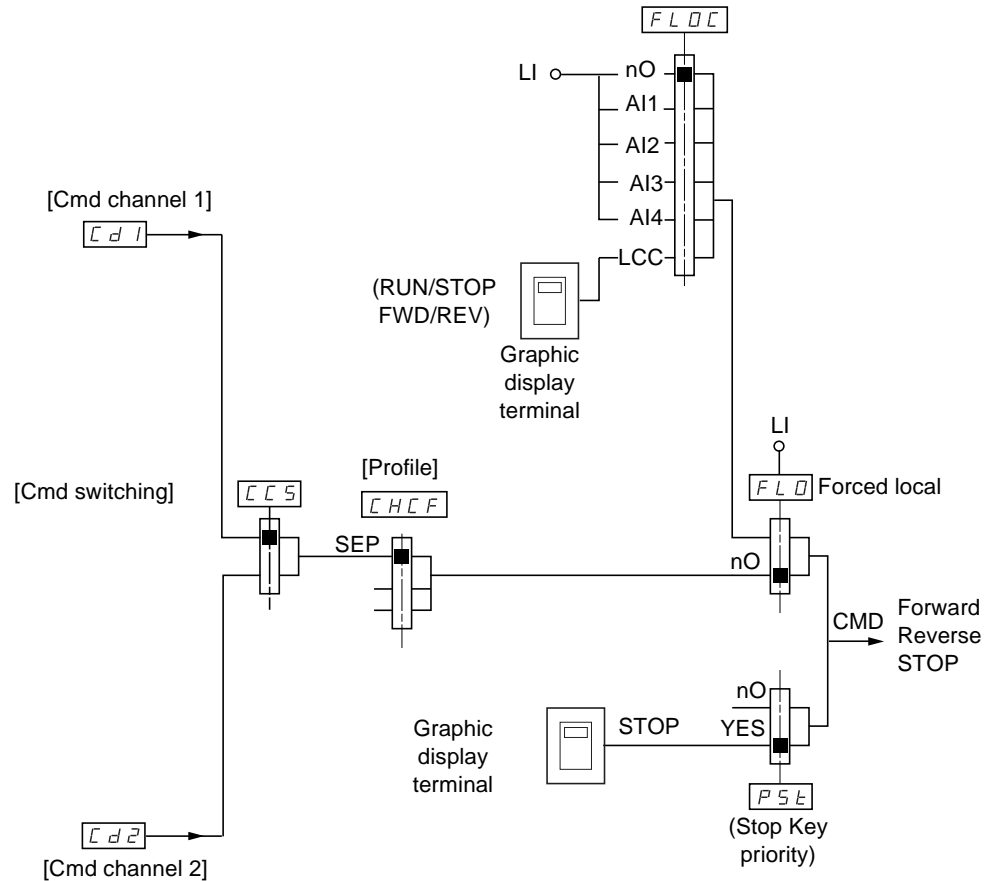 FLOC
LI
nO
AI1
AI2
AI3
AI4
LCC
[Cmd channel 1]
Cd1
(RUN/STOP
FWD/REV)
Graphic
display
terminal
LI
[Profile]
[Cmd switching]
CCS
CHCF
FLO
Forced local
SEP
nO
CMD
Forward
Reverse
STOP
nO
Graphic
display
terminal
STOP
YES
PSt
(Stop Key
priority)
Cd2
[Cmd channel 2]